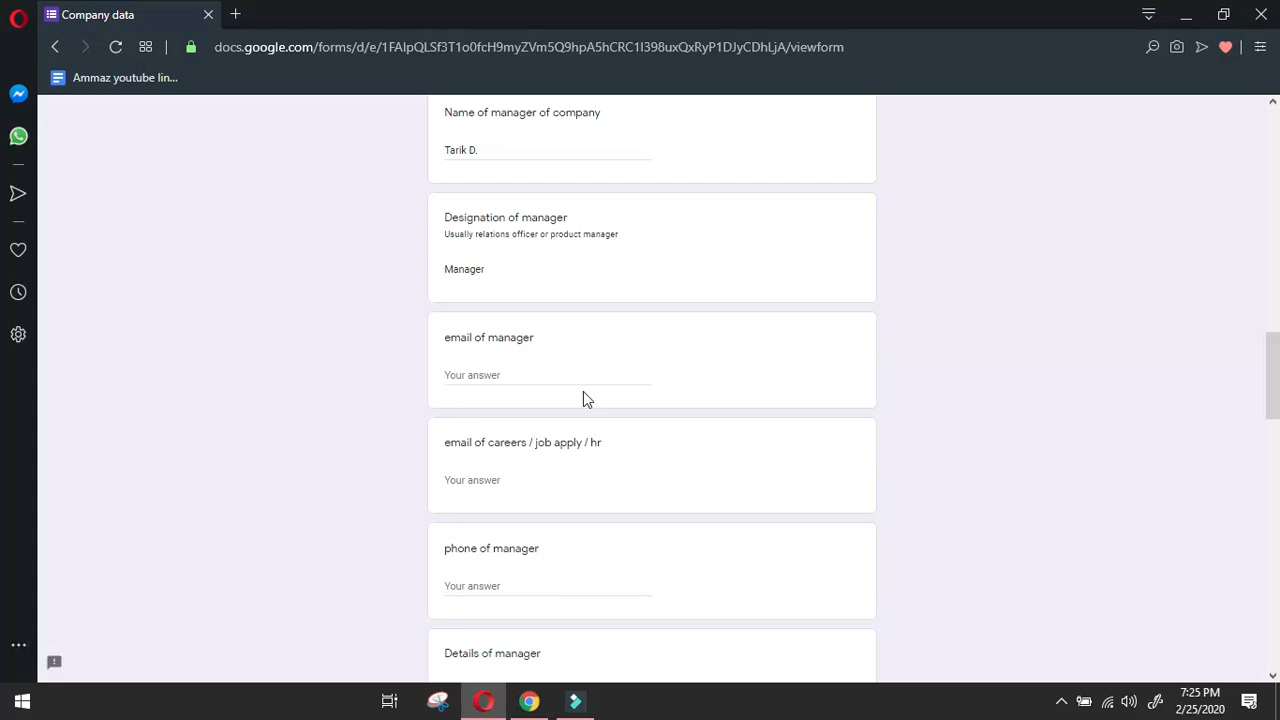 Company data
docs.google.com/forms/d/e/1FAIpQLSf3T1o0fcH9myZVm5Q9hpA5hCRC1I398uxQxRyP1DJyCDhLjA/viewform
Ammaz youtube lin...
Name of manager of company
Tarik D.
Designation of manager
Usually relations officer or product manager
Manager
email of manager
Your answer
email of careers / job apply / hr
Your answer
phone of manager
Your answer
Details of manager
7:25 PM
2/25/2020